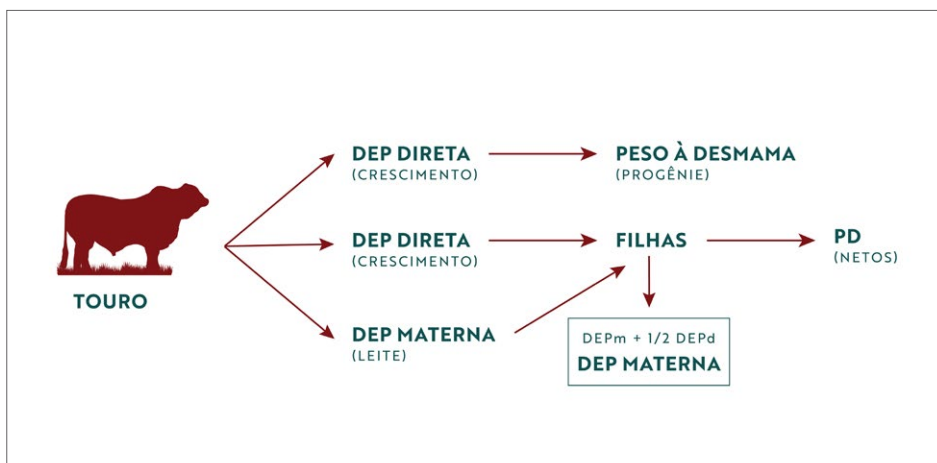 DEP DIRETA
(CRESCIMENTO)
PESO À DESMAMA
(PROGÊNIE)
DEP DIRETA
(CRESCIMENTO)
FILHAS
PD
(NETOS)
TOURO
DEP MATERNA
(LEITE)
DEPm + 1/2 DEPd
DEP MATERNA